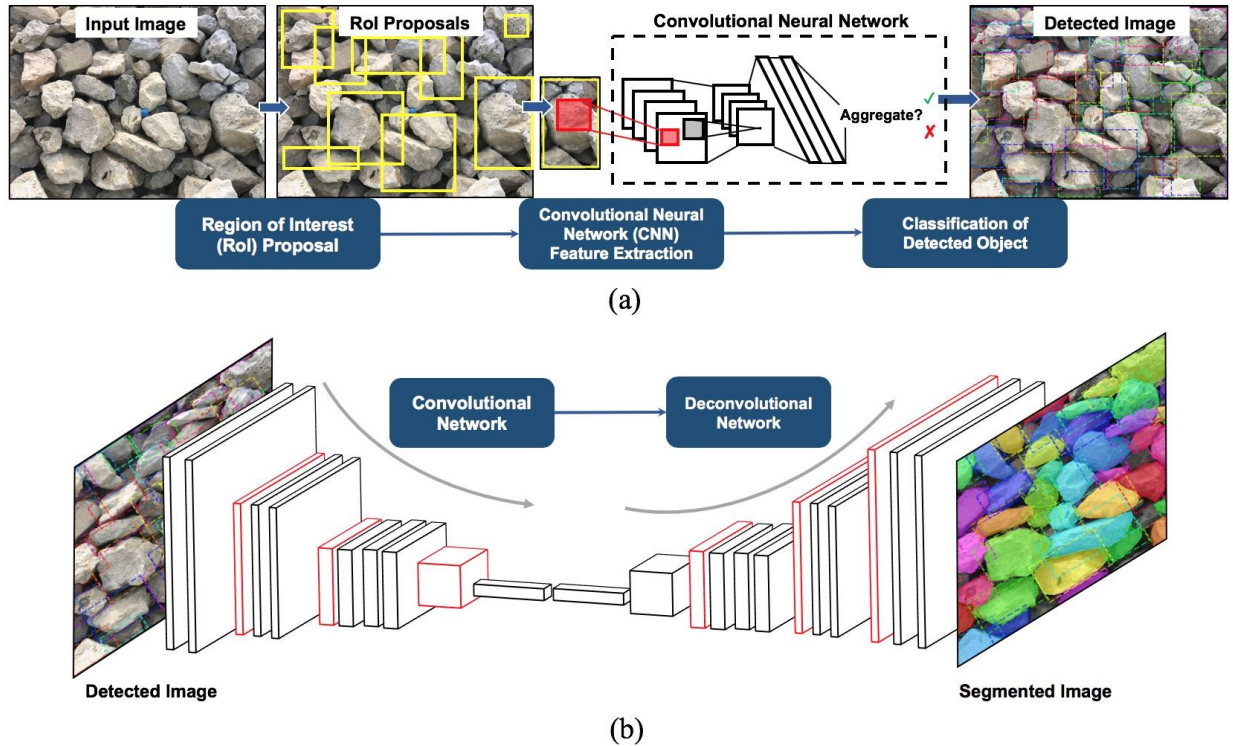 Input Image
RoI Proposals
Convolutional Neural Network
Detected Image
Aggregate?
Region of Interest
(RoI) Proposal
Convolutional Neural
Network (CNN)
Feature Extraction
Classification of
Detected Object
(a)
Convolutional
Network
Deconvolutional
Network
Detected Image
Segmented Image
(b)